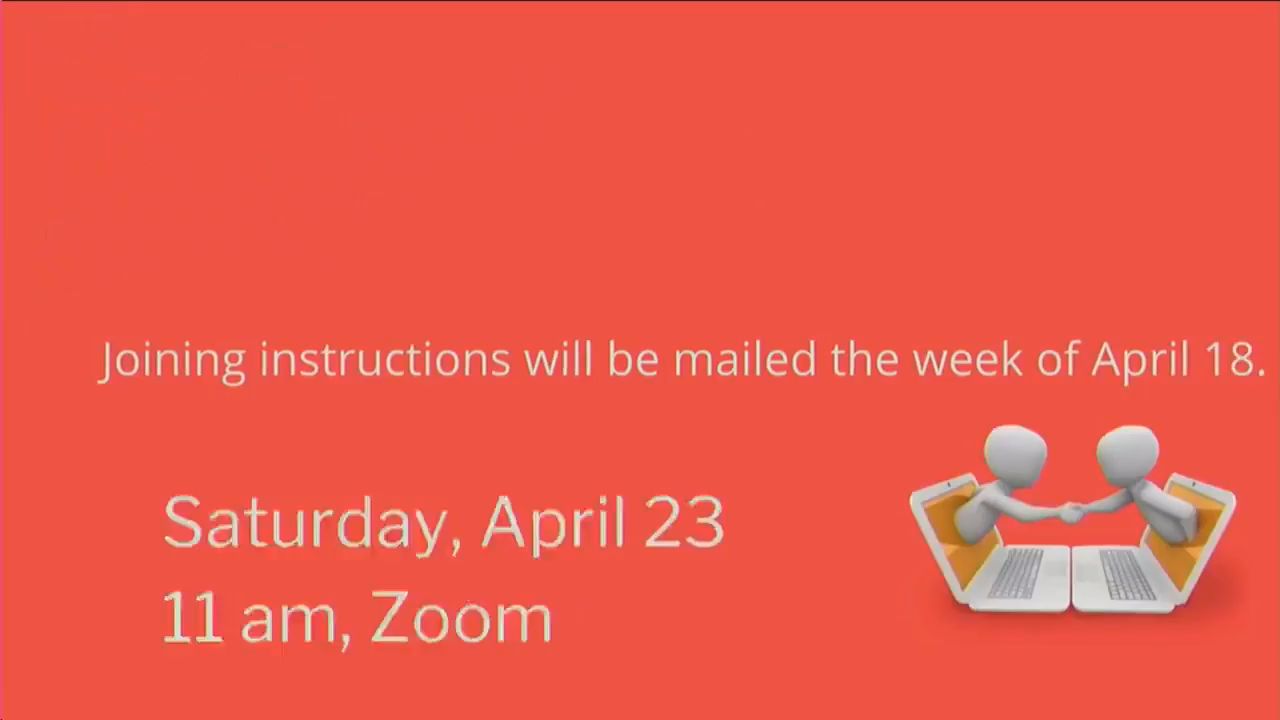 Joining instructions will be mailed the week of April 18.
Saturday, April 23
11 am, Zoom